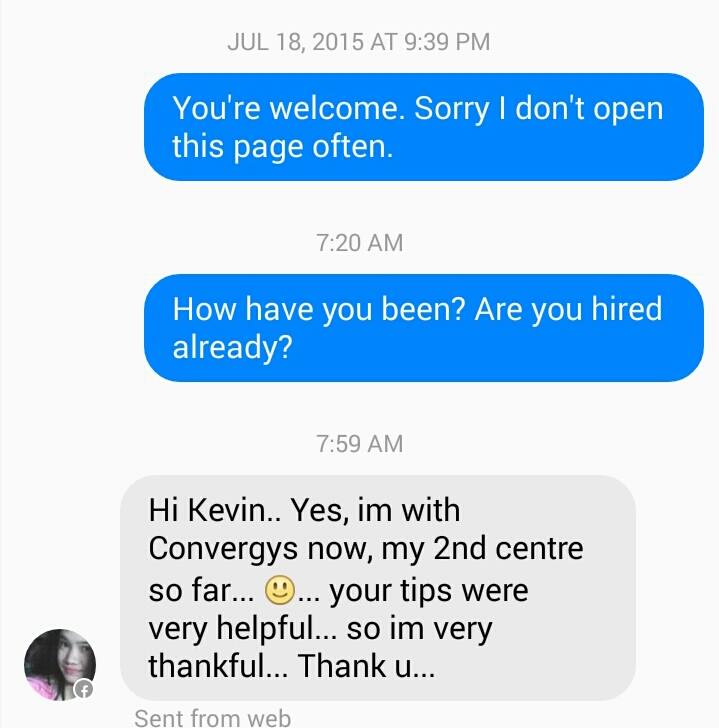 JUL 18, 2015 AT 9:39 PM
You're welcome. Sorry I don't open
this page often.
7:20 AM
How have you been? Are you hired
already?
7:59 AM
Hi Kevin.. Yes, im with
Convergys now, my 2nd centre
so far... 🙂... your tips were
very helpful... so im very
thankful... Thank u...
Sent from web